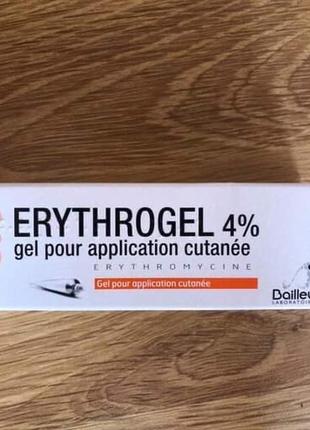 ERYTHROGEL 4%
gel pour application cutanée
ERYTHROMYCINE
Gel pour application cutanée